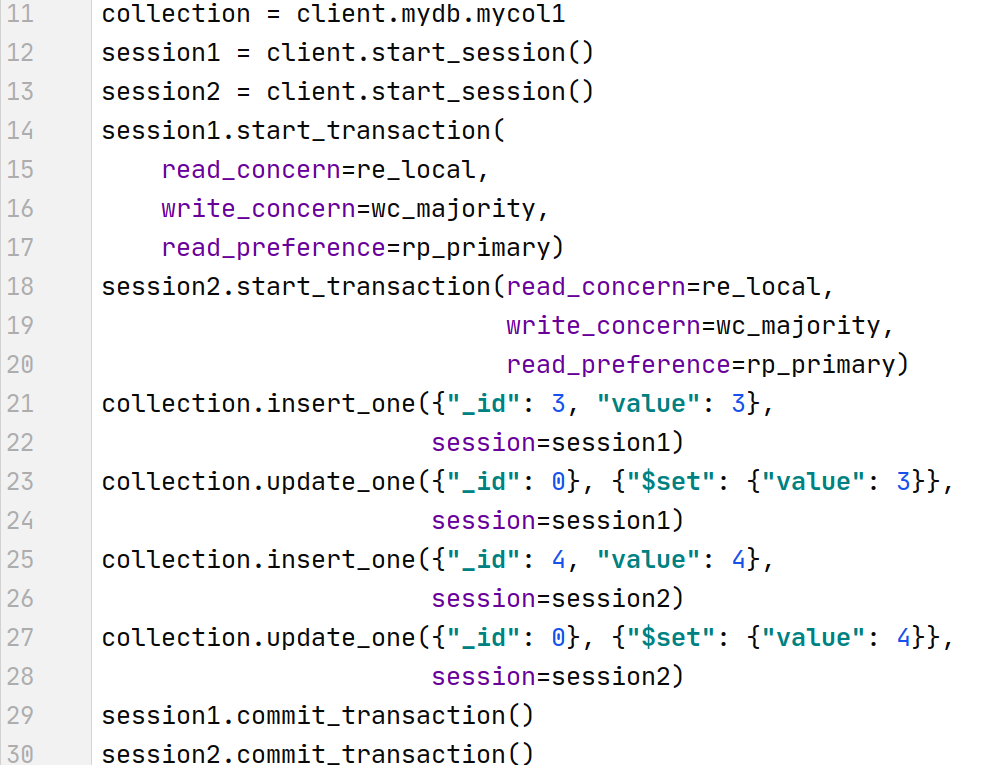 11 collection = client.mydb.mycol1
12 session1 = client.start_session()
13 session2 = client.start_session()
14 session1.start_transaction(
15     read_concern=re_local,
16     write_concern=wc_majority,
17     read_preference=rp_primary)
18 session2.start_transaction(read_concern=re_local,
19                            write_concern=wc_majority,
20                            read_preference=rp_primary)
21 collection.insert_one({"_id": 3, "value": 3},
22                       session=session1)
23 collection.update_one({"_id": 0}, {"$set": {"value": 3}},
24                       session=session1)
25 collection.insert_one({"_id": 4, "value": 4},
26                       session=session2)
27 collection.update_one({"_id": 0}, {"$set": {"value": 4}},
28                       session=session2)
29 session1.commit_transaction()
30 session2.commit_transaction()